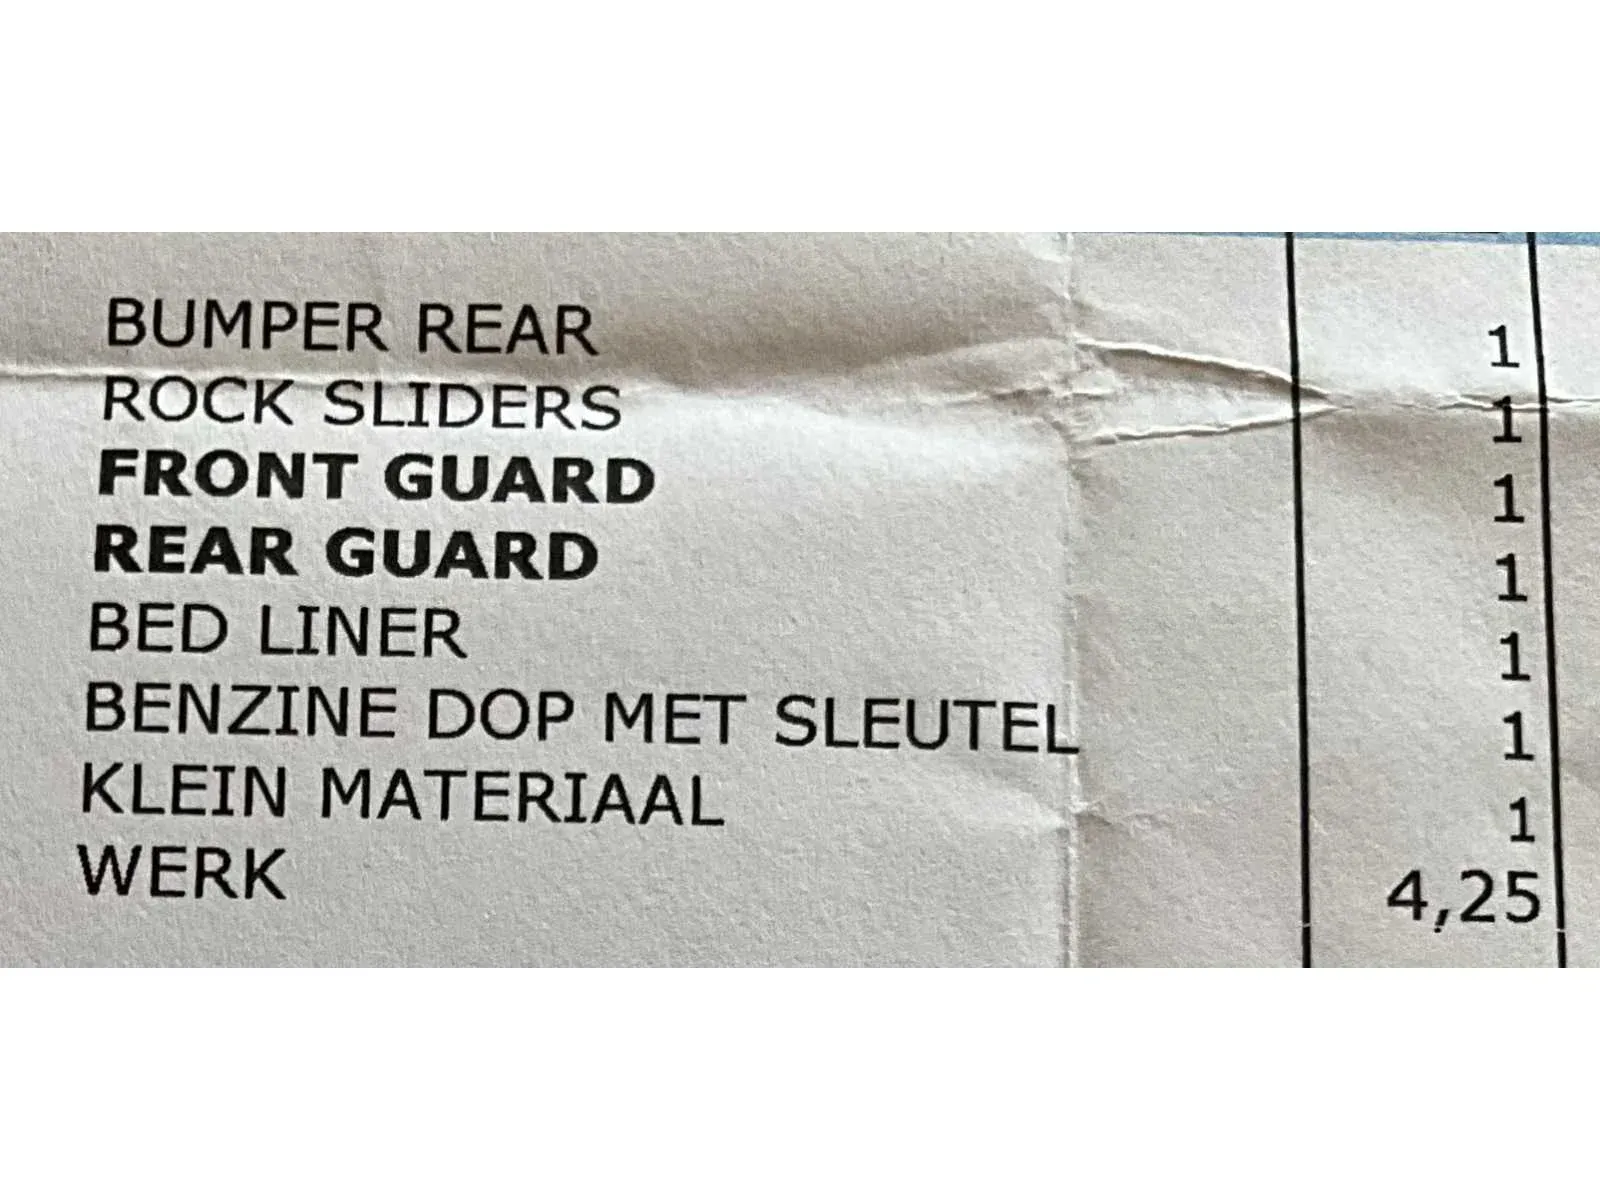 BUMPER REAR 1
ROCK SLIDERS 1
FRONT GUARD 1
REAR GUARD 1
BED LINER 1
BENZINE DOP MET SLEUTEL 1
KLEIN MATERIAAL 1
WERK 4,25